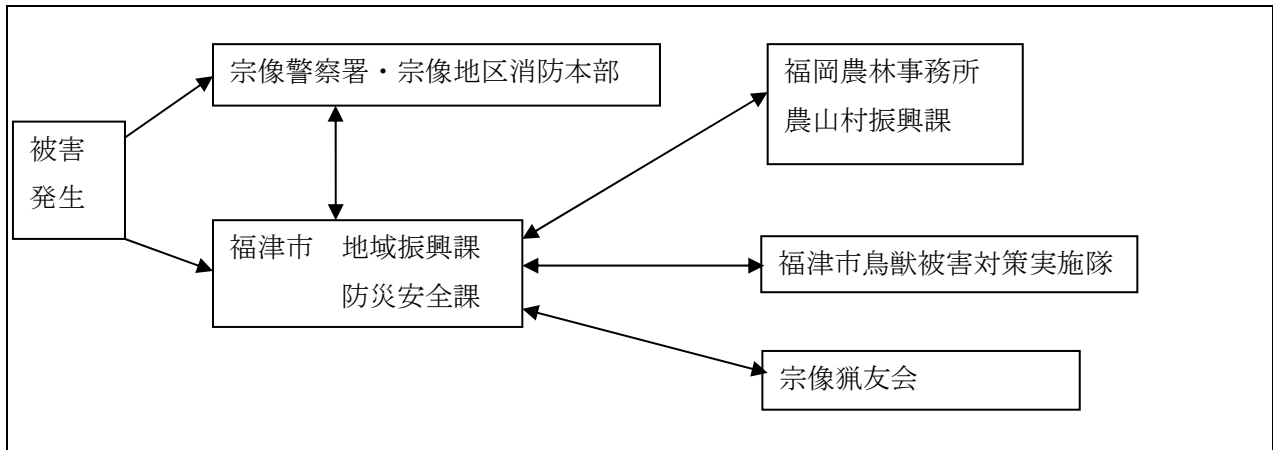 宗像警察署・宗像地区消防本部
福岡農林事務所
農山村振興課
被害
発生
福津市　地域振興課
防災安全課
福津市鳥獣被害対策実施隊
宗像猟友会